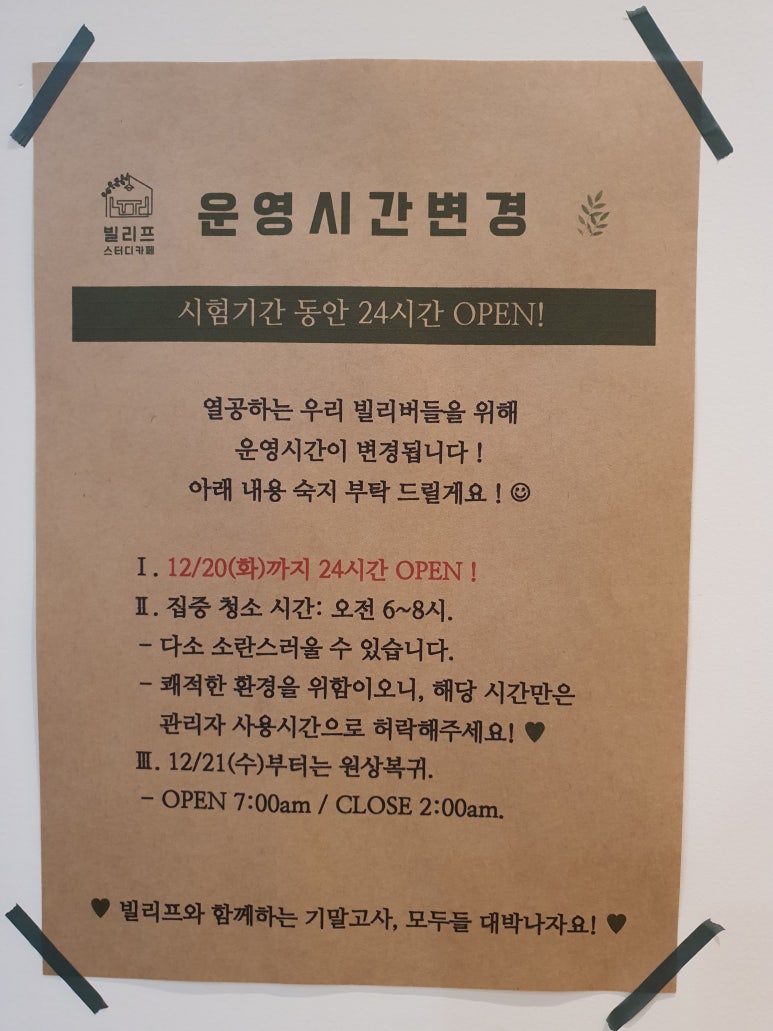 빌리프
스터디카페
운영시간변경
시험기간 동안 24시간 OPEN!
열공하는 우리 빌리버들을 위해
운영시간이 변경됩니다 !
아래 내용 숙지 부탁 드릴게요 ! ☺
Ⅰ. 12/20(화)까지 24시간 OPEN !
Ⅱ. 집중 청소 시간: 오전 6~8시.
- 다소 소란스러울 수 있습니다.
- 쾌적한 환경을 위함이오니, 해당 시간만은
관리자 사용시간으로 허락해주세요! ♥
Ⅲ. 12/21(수)부터는 원상복귀.
- OPEN 7:00am / CLOSE 2:00am.
♥ 빌리프와 함께하는 기말고사, 모두들 대박나자요! ♥